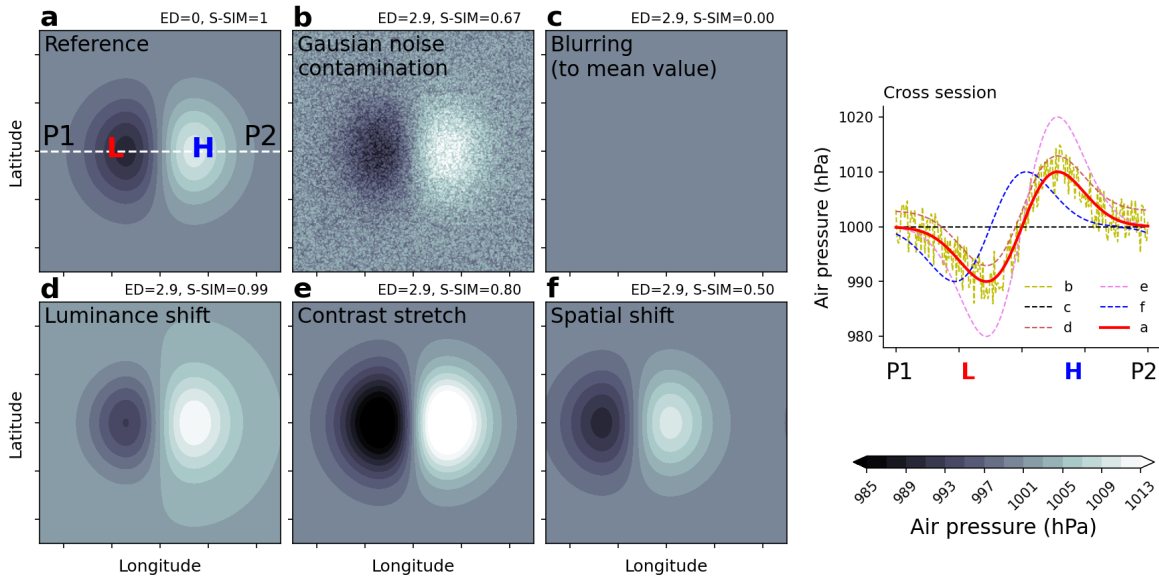 a
ED=0, S-SIM=1
Reference
P1
L
H
P2
Latitude
b
ED=2.9, S-SIM=0.67
Gausian noise
contamination
c
ED=2.9, S-SIM=0.00
Blurring
(to mean value)
d
ED=2.9, S-SIM=0.99
Luminance shift
Latitude
Longitude
e
ED=2.9, S-SIM=0.80
Contrast stretch
f
ED=2.9, S-SIM=0.50
Spatial shift
Longitude
Cross session
Air pressure (hPa)
1020
1010
1000
990
980
b
c
d
e
f
a
P1
L
H
P2
985
989
993
997
1001
1005
1009
1013
Air pressure (hPa)